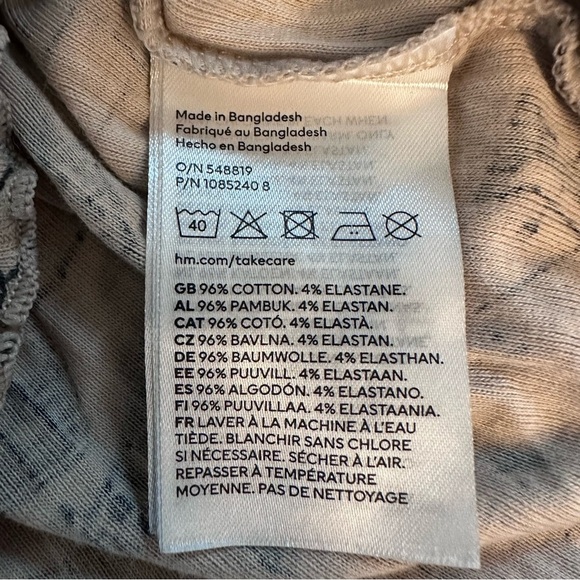 Made in Bangladesh
Fabriqué au Bangladesh
Hecho en Bangladesh
O/N 548819
P/N 1085240 8
40
hm.com/takecare
GB 96% COTTON. 4% ELASTANE.
AL 96% PAMBUK. 4% ELASTAN.
CAT 96% COTÓ. 4% ELASTÀ.
CZ 96% BAVLNA. 4% ELASTAN.
DE 96% BAUMWOLLE. 4% ELASTHAN.
EE 96% PUUVILL. 4% ELASTAAN.
ES 96% ALGODÓN. 4% ELASTANO.
FI 96% PUUVILLAA. 4% ELASTAANIA.
FR LAVER À LA MACHINE À L'EAU
TIÈDE. BLANCHIR SANS CHLORE
SI NÉCESSAIRE. SÉCHER À L'AIR.
REPASSER À TEMPÉRATURE
MOYENNE. PAS DE NETTOYAGE